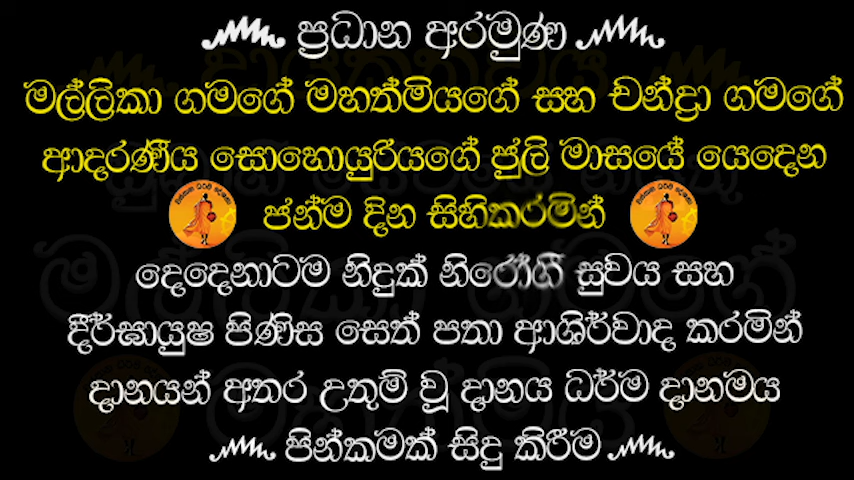 ප්‍රධාන අරමුණ
මල්ලිකා ගමගේ මහත්මියගේ සහ චන්ද්‍රා ගමගේ
ආදරණීය සොහොයුරියගේ ජුලි මාසයේ යෙදෙන
ජන්ම දින සිහිකරමින්
දෙදෙනාටම නිදුක් නිරෝගී සුවය සහ
දීර්ඝායුෂ පිණිස සෙත් පතා ආශිර්වාද කරමින්
දානයන් අතර උතුම් වූ දානය ධර්ම දානමය
පින්කමක් සිදු කිරීම